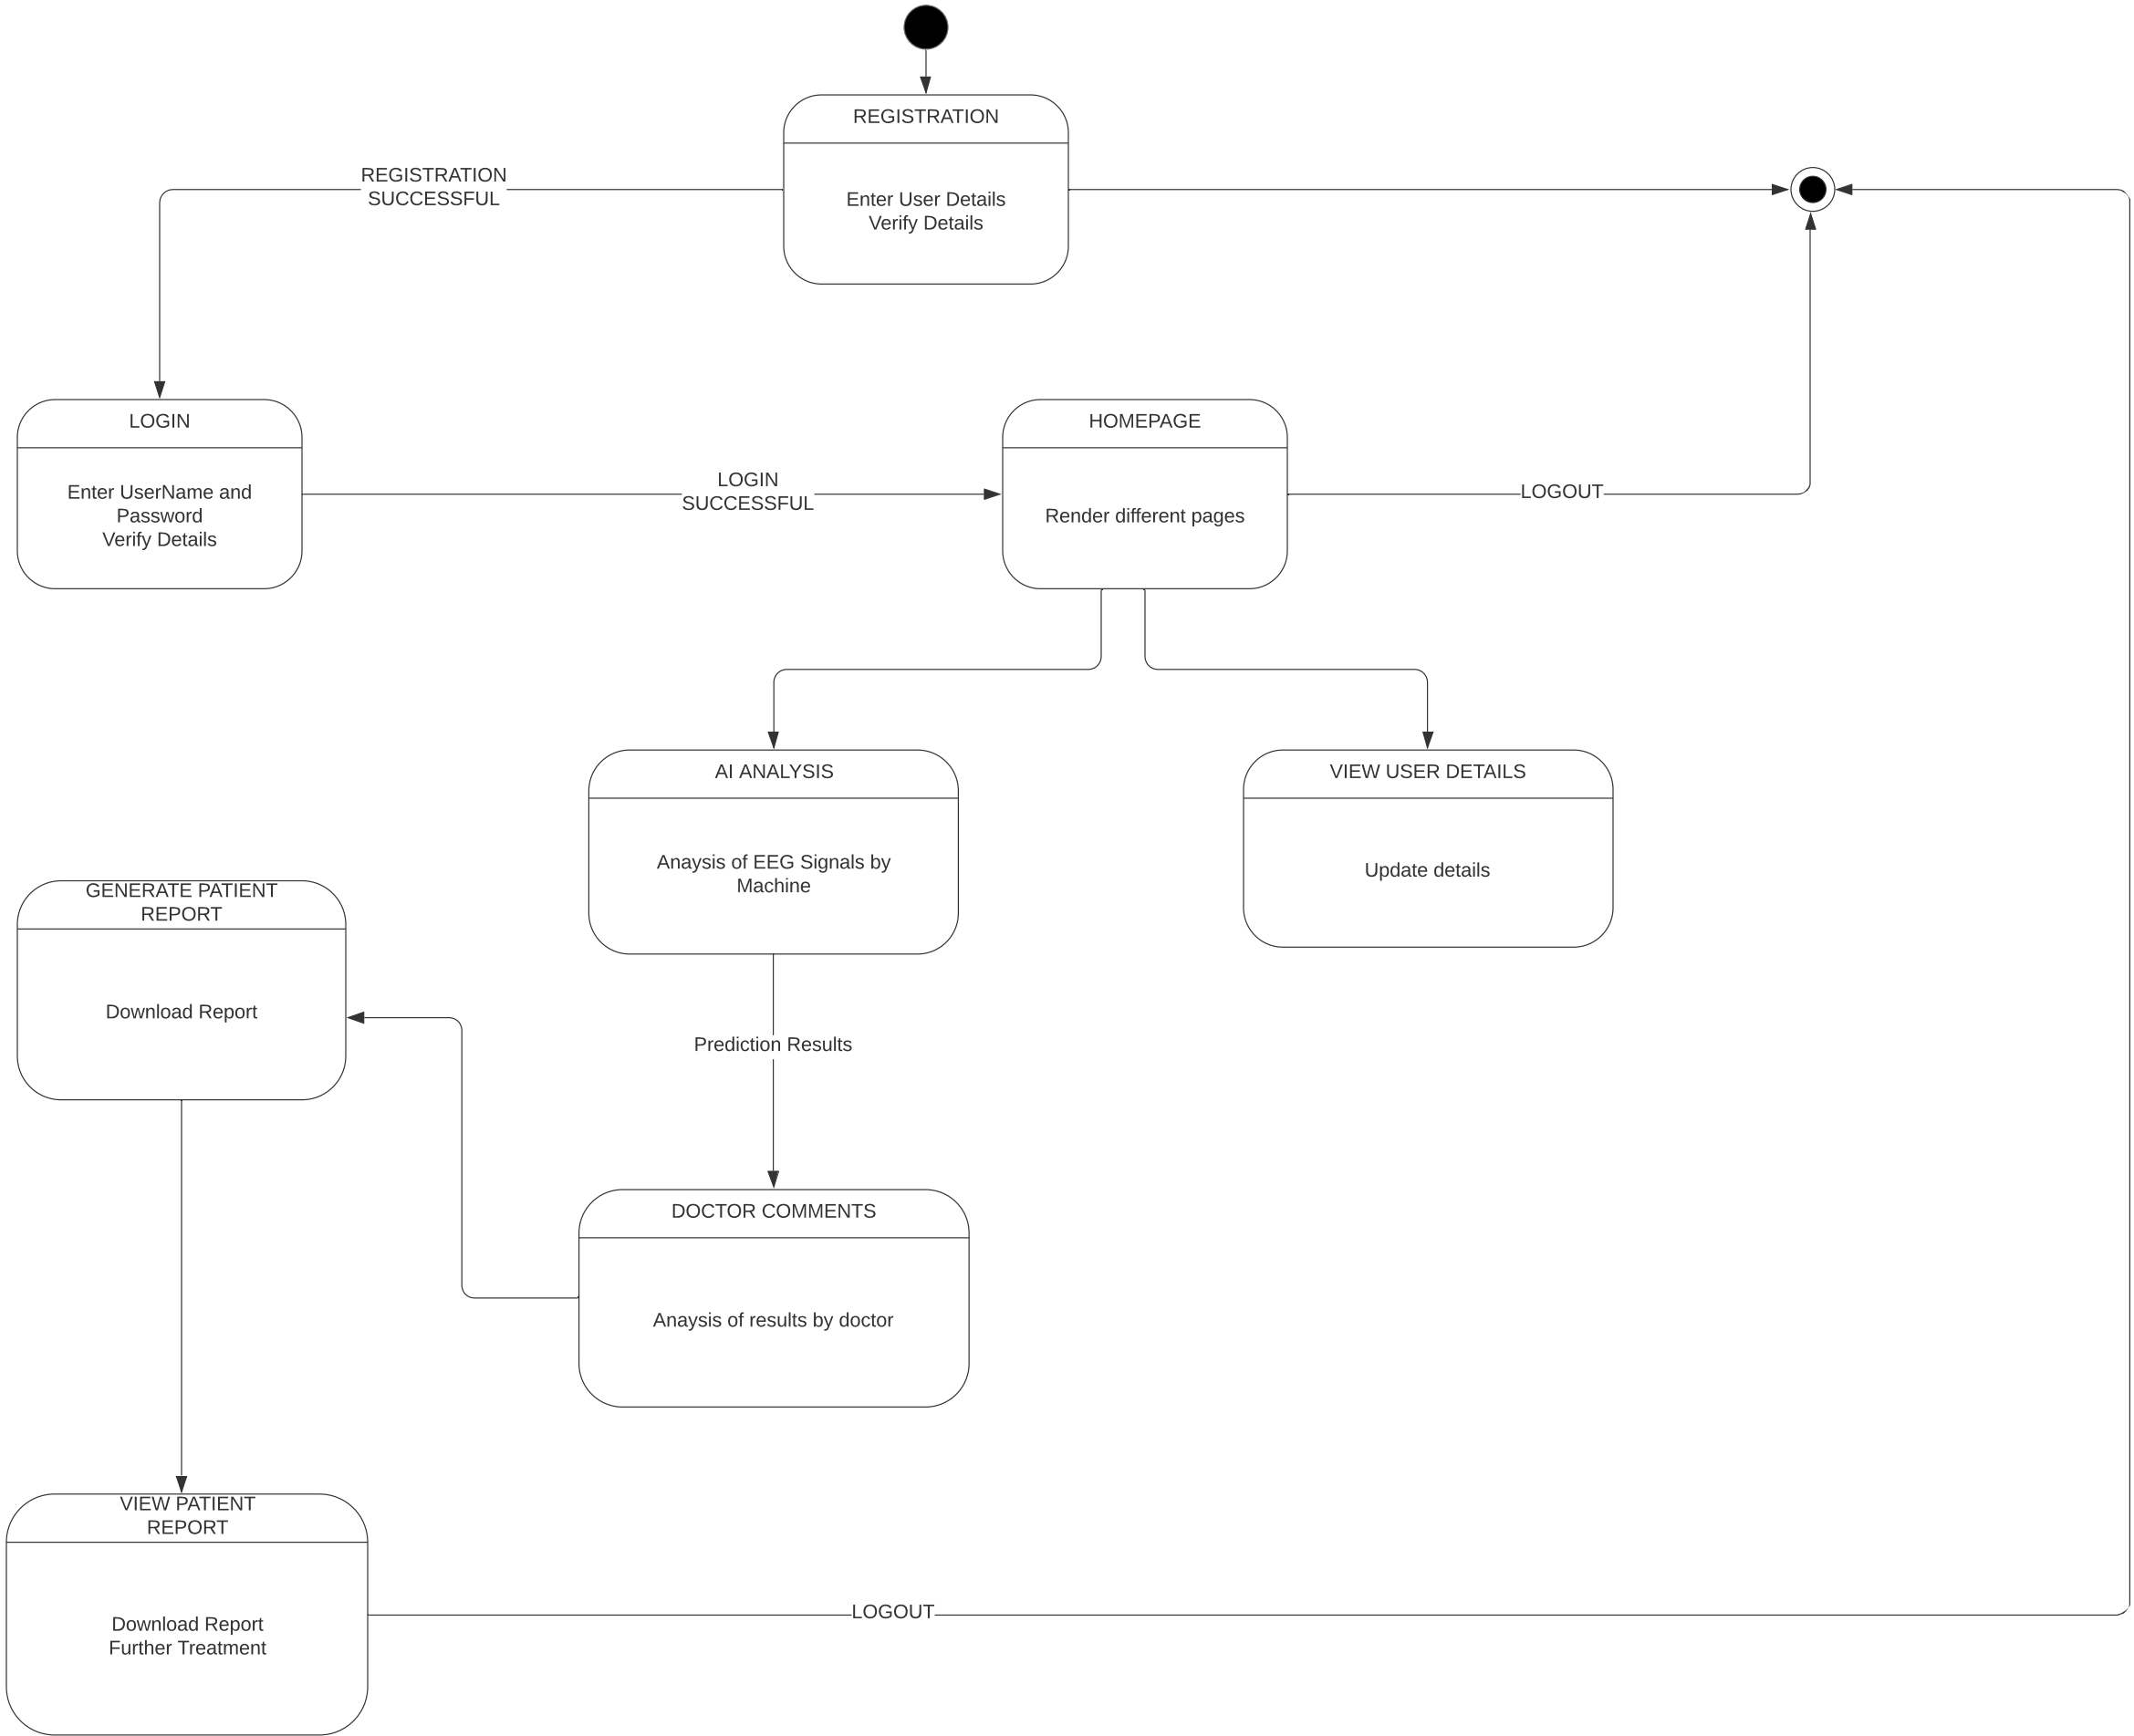 REGISTRATION
Enter User Details
Verify Details
REGISTRATION
SUCCESSFUL
LOGIN
Enter UserName and
Password
Verify Details
LOGIN
SUCCESSFUL
HOMEPAGE
Render different pages
LOGOUT
AI ANALYSIS
Anaysis of EEG Signals by
Machine
VIEW USER DETAILS
Update details
GENERATE PATIENT
REPORT
Download Report
Prediction Results
DOCTOR COMMENTS
Anaysis of results by doctor
VIEW PATIENT
REPORT
Download Report
Further Treatment
LOGOUT